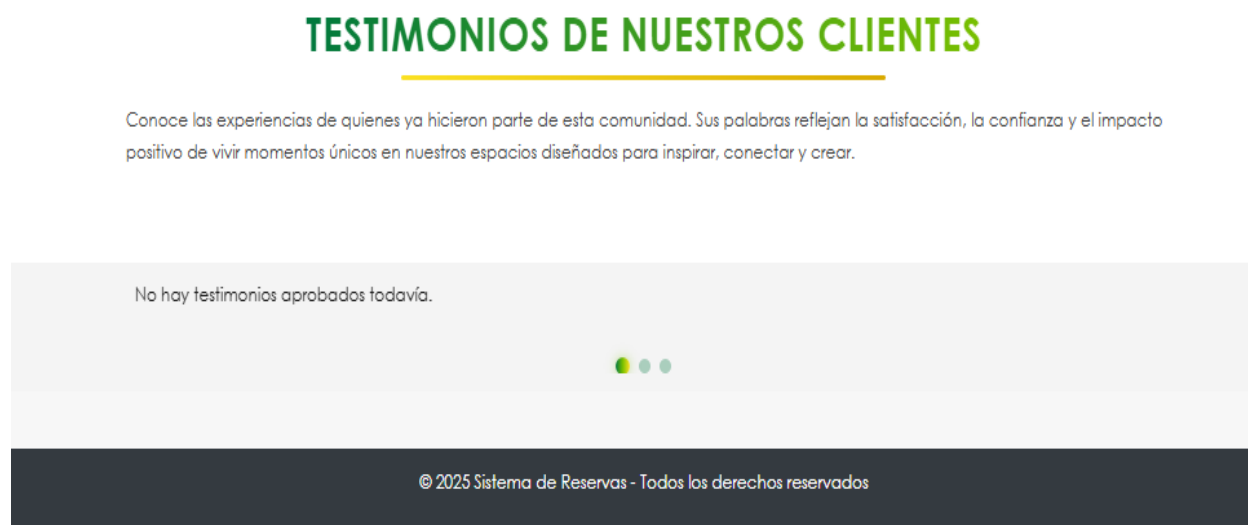 TESTIMONIOS DE NUESTROS CLIENTES
Conoce las experiencias de quienes ya hicieron parte de esta comunidad. Sus palabras reflejan la satisfacción, la confianza y el impacto
positivo de vivir momentos únicos en nuestros espacios diseñados para inspirar, conectar y crear.
No hay testimonios aprobados todavía.
© 2025 Sistema de Reservas - Todos los derechos reservados